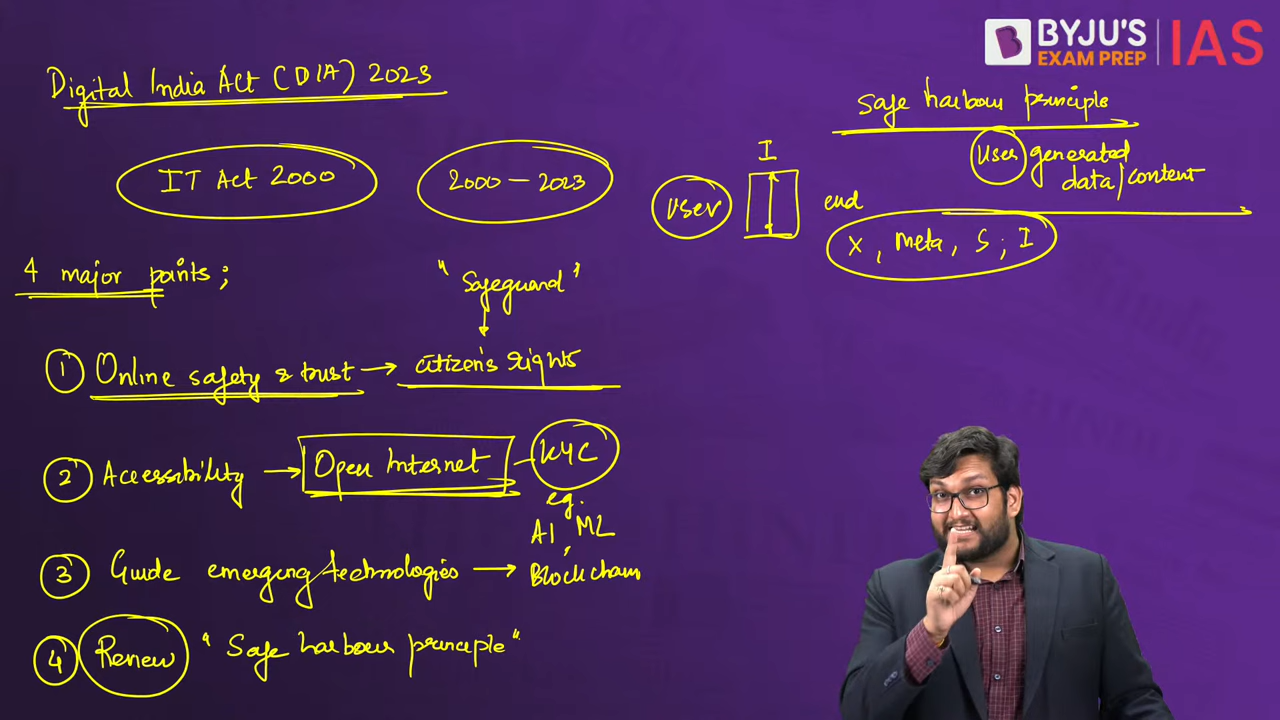 BYJU'S
EXAM PREP
IAS
Digital India Act (DIA) 2023
IT Act 2000
2000 – 2023
4 major points;
"Safeguard"
① Online safety & trust → citizen's rights
② Accessibility → Open Internet – KYC
eg.
AI, ML
③ Guide emerging technologies → Blockchain
④ Renew "Safe harbour principle"
Safe harbour principle
User generated
data/content
I
User
end
X, Meta, S, I